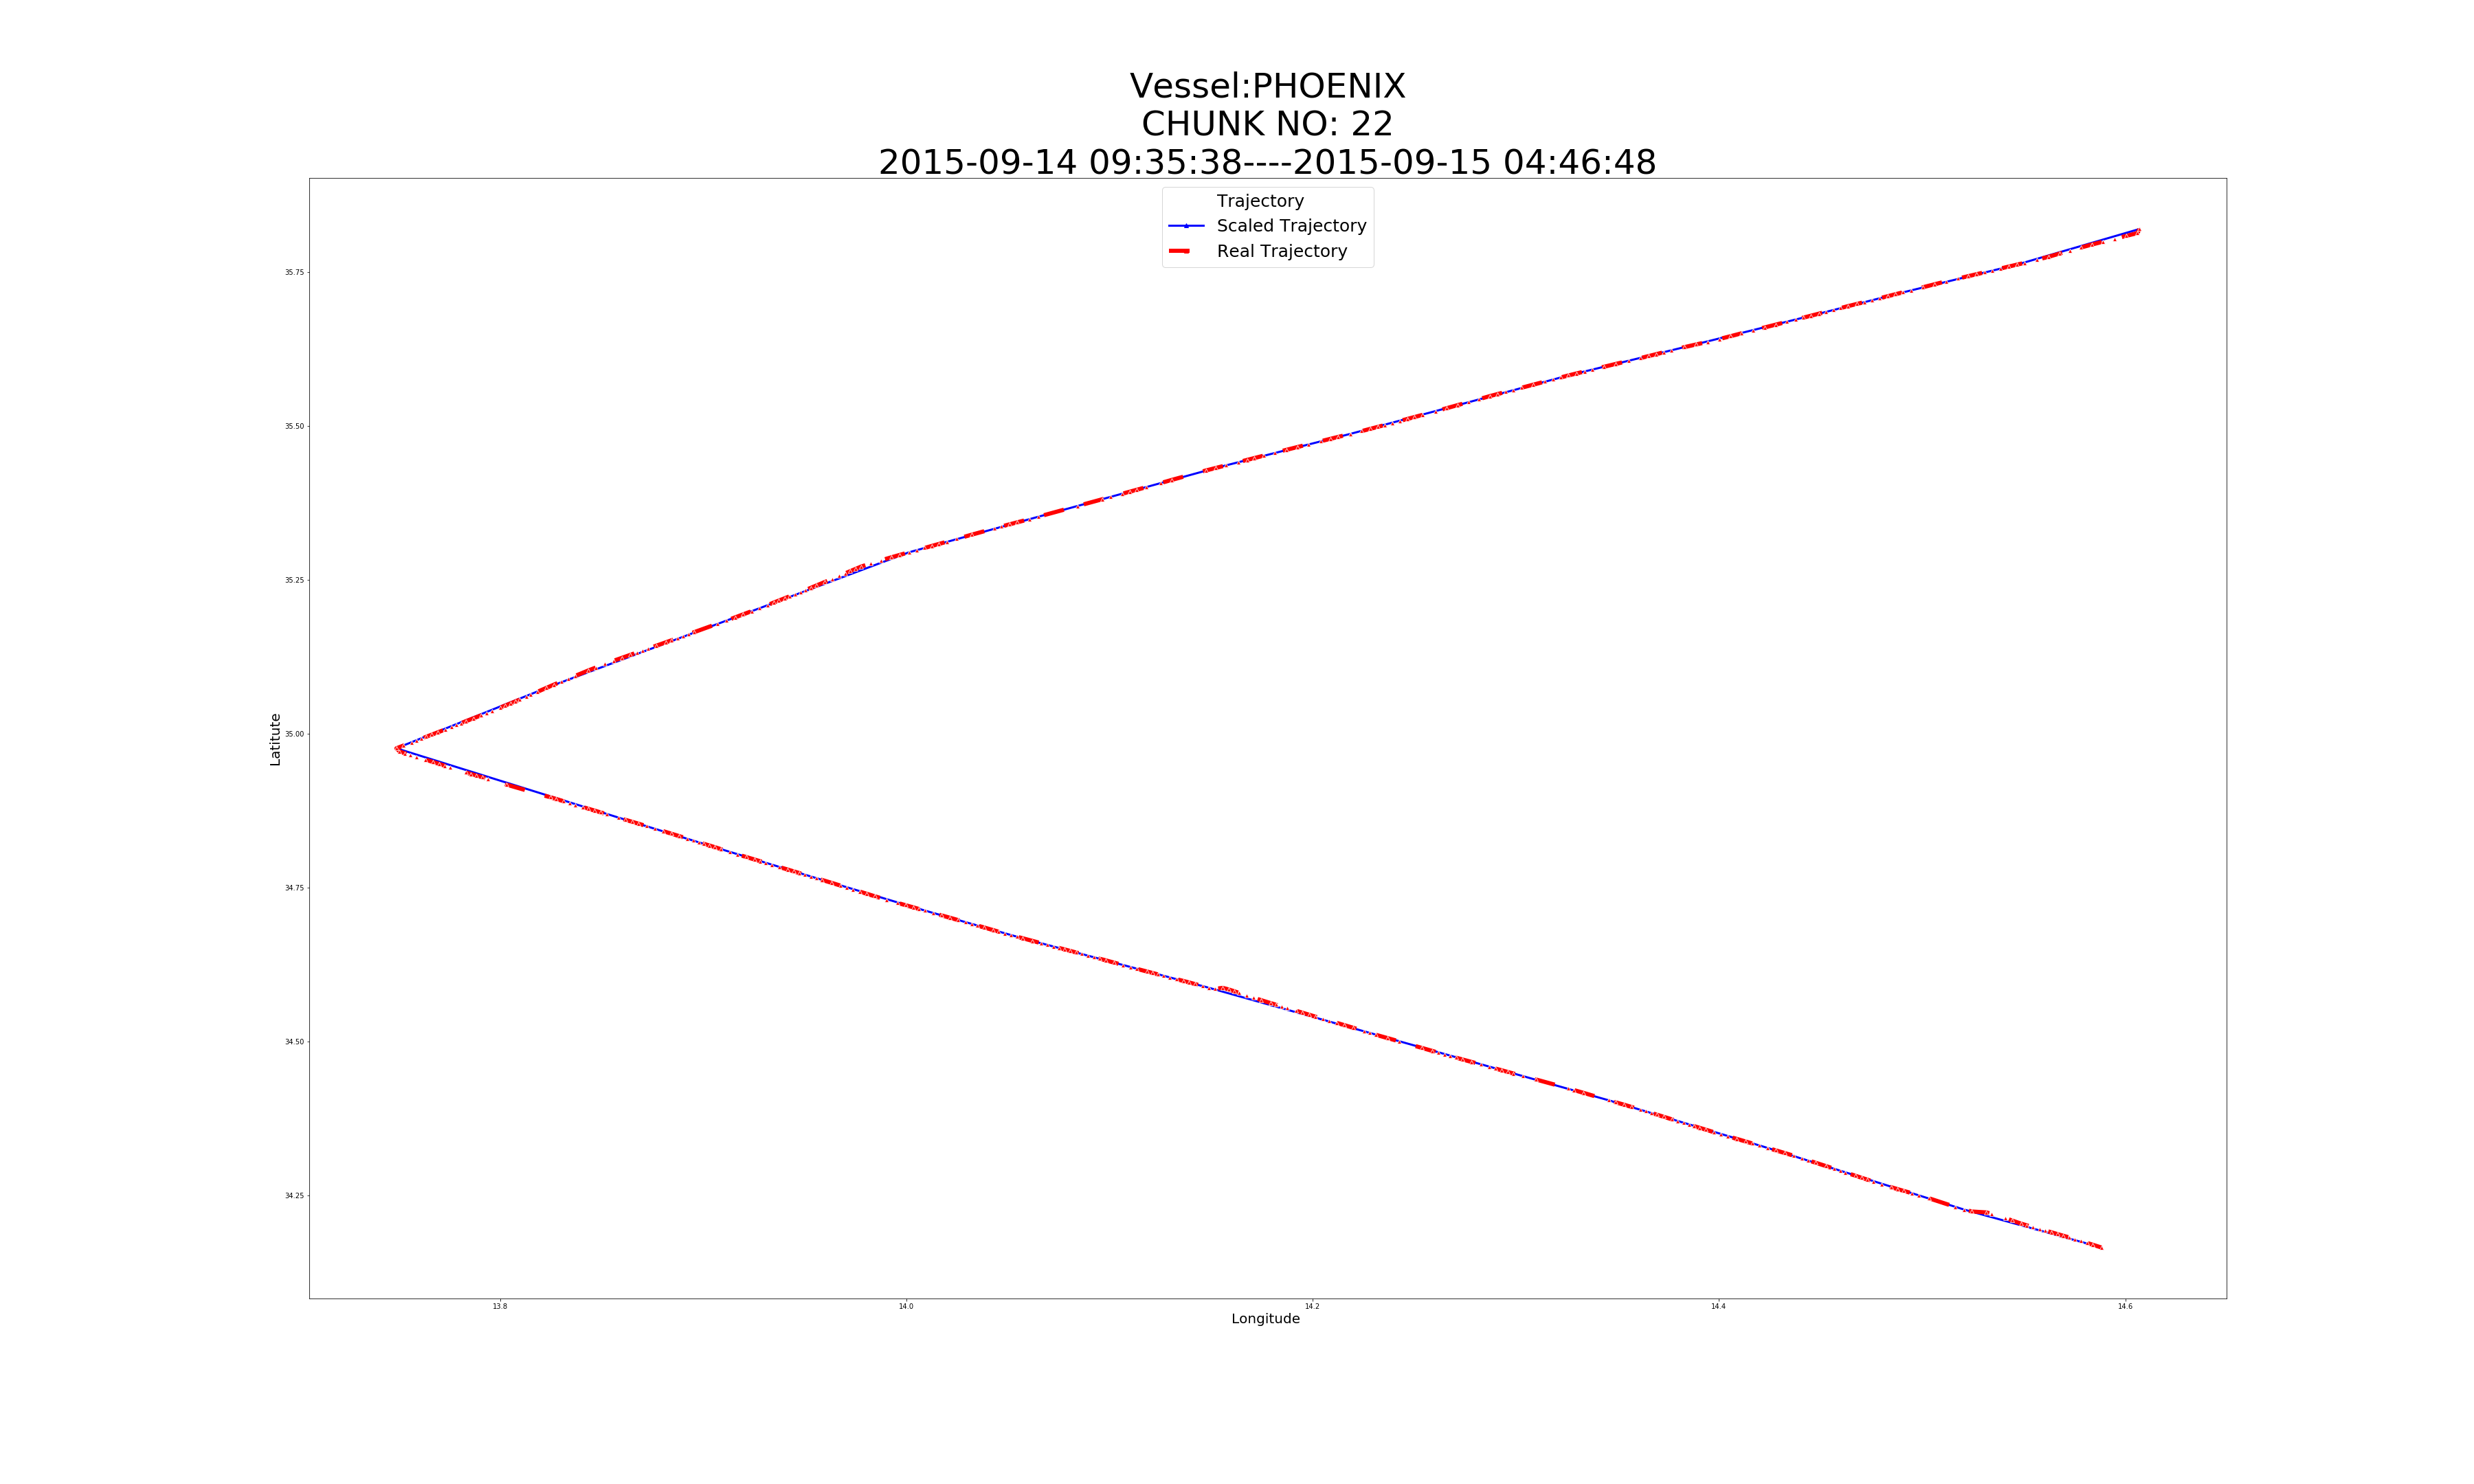 Vessel:PHOENIX
CHUNK NO: 22
2015-09-14 09:35:38----2015-09-15 04:46:48
Trajectory
Scaled Trajectory
Real Trajectory
35.75
35.50
35.25
35.00
34.75
34.50
34.25
Latitute
13.8
14.0
14.2
14.4
14.6
Longitude